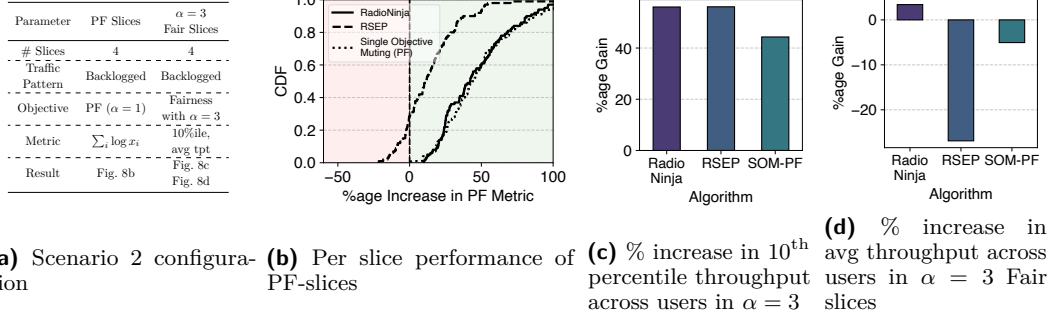 Parameter PF Slices α = 3
Fair Slices
# Slices 4 4
Traffic
Pattern Backlogged Backlogged
Objective PF (α = 1) Fairness
with α = 3
Metric ∑i log xi 10%ile,
avg tpt
Result Fig. 8b Fig. 8c
Fig. 8d
1.0
0.8
0.6
0.4
0.2
0.0
CDF
RadioNinja
RSEP
Single Objective
Muting (PF)
−50 0 50 100
%age Increase in PF Metric
40
20
0
%age Gain
Radio
Ninja RSEP SOM-PF
Algorithm
0
−10
−20
%age Gain
Radio
Ninja RSEP SOM-PF
Algorithm
a) Scenario 2 configura-
ion
(b) Per slice performance of
PF-slices
(c) % increase in 10th
percentile throughput
across users in α = 3
(d) % increase in
avg throughput across
users in α = 3 Fair
slices